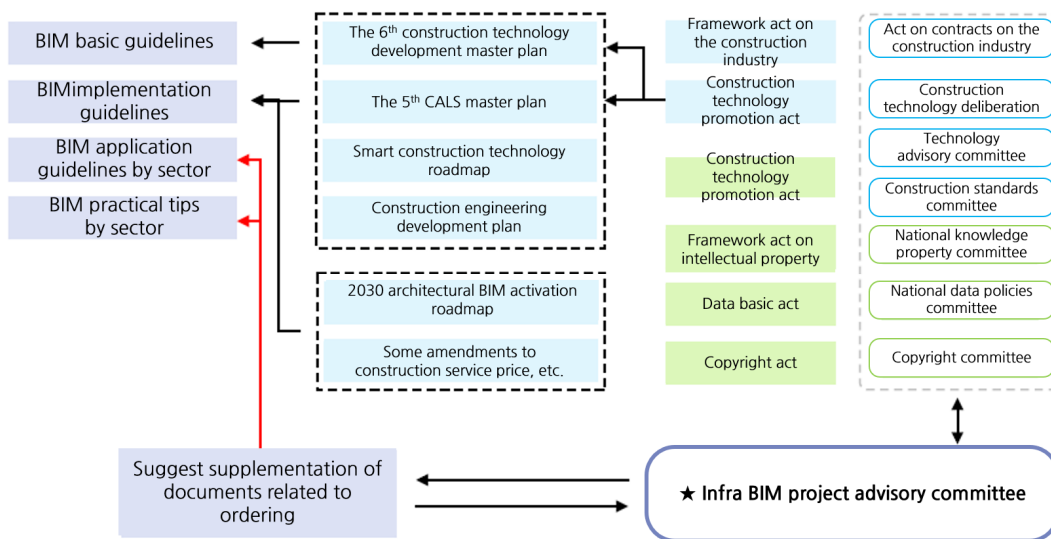 BIM basic guidelines
BIMimplementation
guidelines
BIM application
guidelines by sector
BIM practical tips
by sector
The 6th construction technology
development master plan
The 5th CALS master plan
Smart construction technology
roadmap
Construction engineering
development plan
2030 architectural BIM activation
roadmap
Some amendments to
construction service price, etc.
Framework act on
the construction
industry
Construction
technology
promotion act
Construction
technology
promotion act
Framework act on
intellectual property
Data basic act
Copyright act
Act on contracts on the
construction industry
Construction
technology deliberation
Technology
advisory committee
Construction standards
committee
National knowledge
property committee
National data policies
committee
Copyright committee
Suggest supplementation of
documents related to
ordering
★ Infra BIM project advisory committee